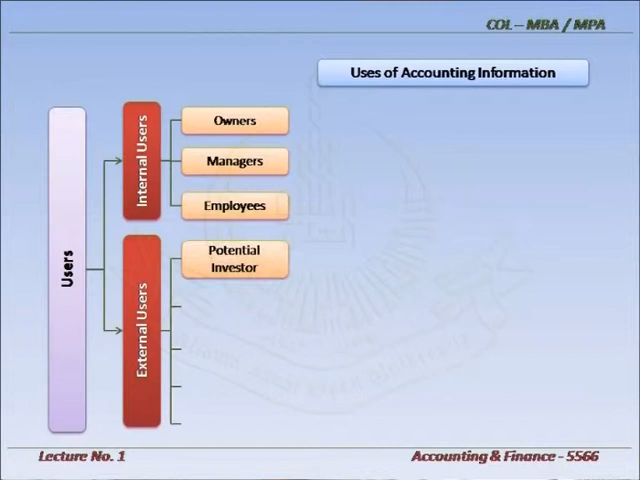 COL – MBA / MPA
Uses of Accounting Information
Users
Internal Users
Owners
Managers
Employees
External Users
Potential
Investor
Lecture No. 1
Accounting & Finance - 5566